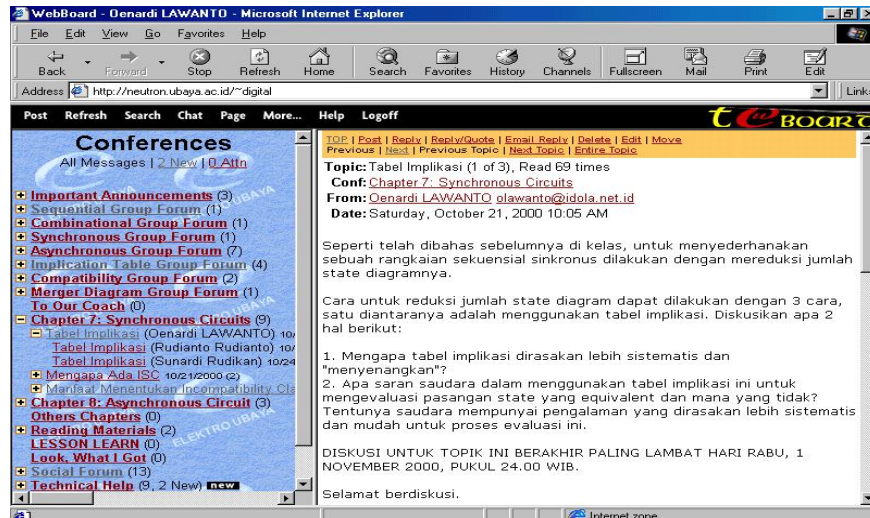 WebBoard - Oenardi LAWANTO - Microsoft Internet Explorer
File Edit View Go Favorites Help
Back Forward Stop Refresh Home Search Favorites History Channels Fullscreen Mail Print Edit
Address http://neutron.ubaya.ac.id/~digital Links
Post Refresh Search Chat Page More... Help Logoff
Conferences
All Messages | 2 New | 0 Attn
Important Announcements (3)
Sequential Group Forum (1)
Combinational Group Forum (1)
Synchronous Group Forum (1)
Asynchronous Group Forum (7)
Implication Table Group Forum (4)
Compatibility Group Forum (2)
Merger Diagram Group Forum (1)
To Our Coach (0)
Chapter 7: Synchronous Circuits (9)
Tabel Implikasi (Oenardi LAWANTO) 10/
Tabel Implikasi (Rudianto Rudianto) 10/
Tabel Implikasi (Sunardi Rudikan) 10/24
Mengapa Ada ISC 10/21/2000 (2)
Manfaat Menentukan Incompatibility Cla
Chapter 8: Asynchronous Circuit (3)
Others Chapters (0)
Reading Materials (2)
LESSON LEARN (0)
Look, What I Got (0)
Social Forum (13)
Technical Help (9, 2 New) new
TOP | Post | Reply | Reply/Quote | Email Reply | Delete | Edit | Move
Previous | Next | Previous Topic | Next Topic | Entire Topic
Topic: Tabel Implikasi (1 of 3), Read 69 times
Conf: Chapter 7: Synchronous Circuits
From: Oenardi LAWANTO olawanto@idola.net.id
Date: Saturday, October 21, 2000 10:05 AM
Seperti telah dibahas sebelumnya di kelas, untuk menyederhanakan
sebuah rangkaian sekuensial sinkronus dilakukan dengan mereduksi jumlah
state diagramnya.
Cara untuk reduksi jumlah state diagram dapat dilakukan dengan 3 cara,
satu diantaranya adalah menggunakan tabel implikasi. Diskusikan apa 2
hal berikut:
1. Mengapa tabel implikasi dirasakan lebih sistematis dan
"menyenangkan"?
2. Apa saran saudara dalam menggunakan tabel implikasi ini untuk
mengevaluasi pasangan state yang equivalent dan mana yang tidak?
Tentunya saudara mempunyai pengalaman yang dirasakan lebih sistematis
dan mudah untuk proses evaluasi ini.
DISKUSI UNTUK TOPIK INI BERAKHIR PALING LAMBAT HARI RABU, 1
NOVEMBER 2000, PUKUL 24.00 WIB.
Selamat berdiskusi.
Internet zone